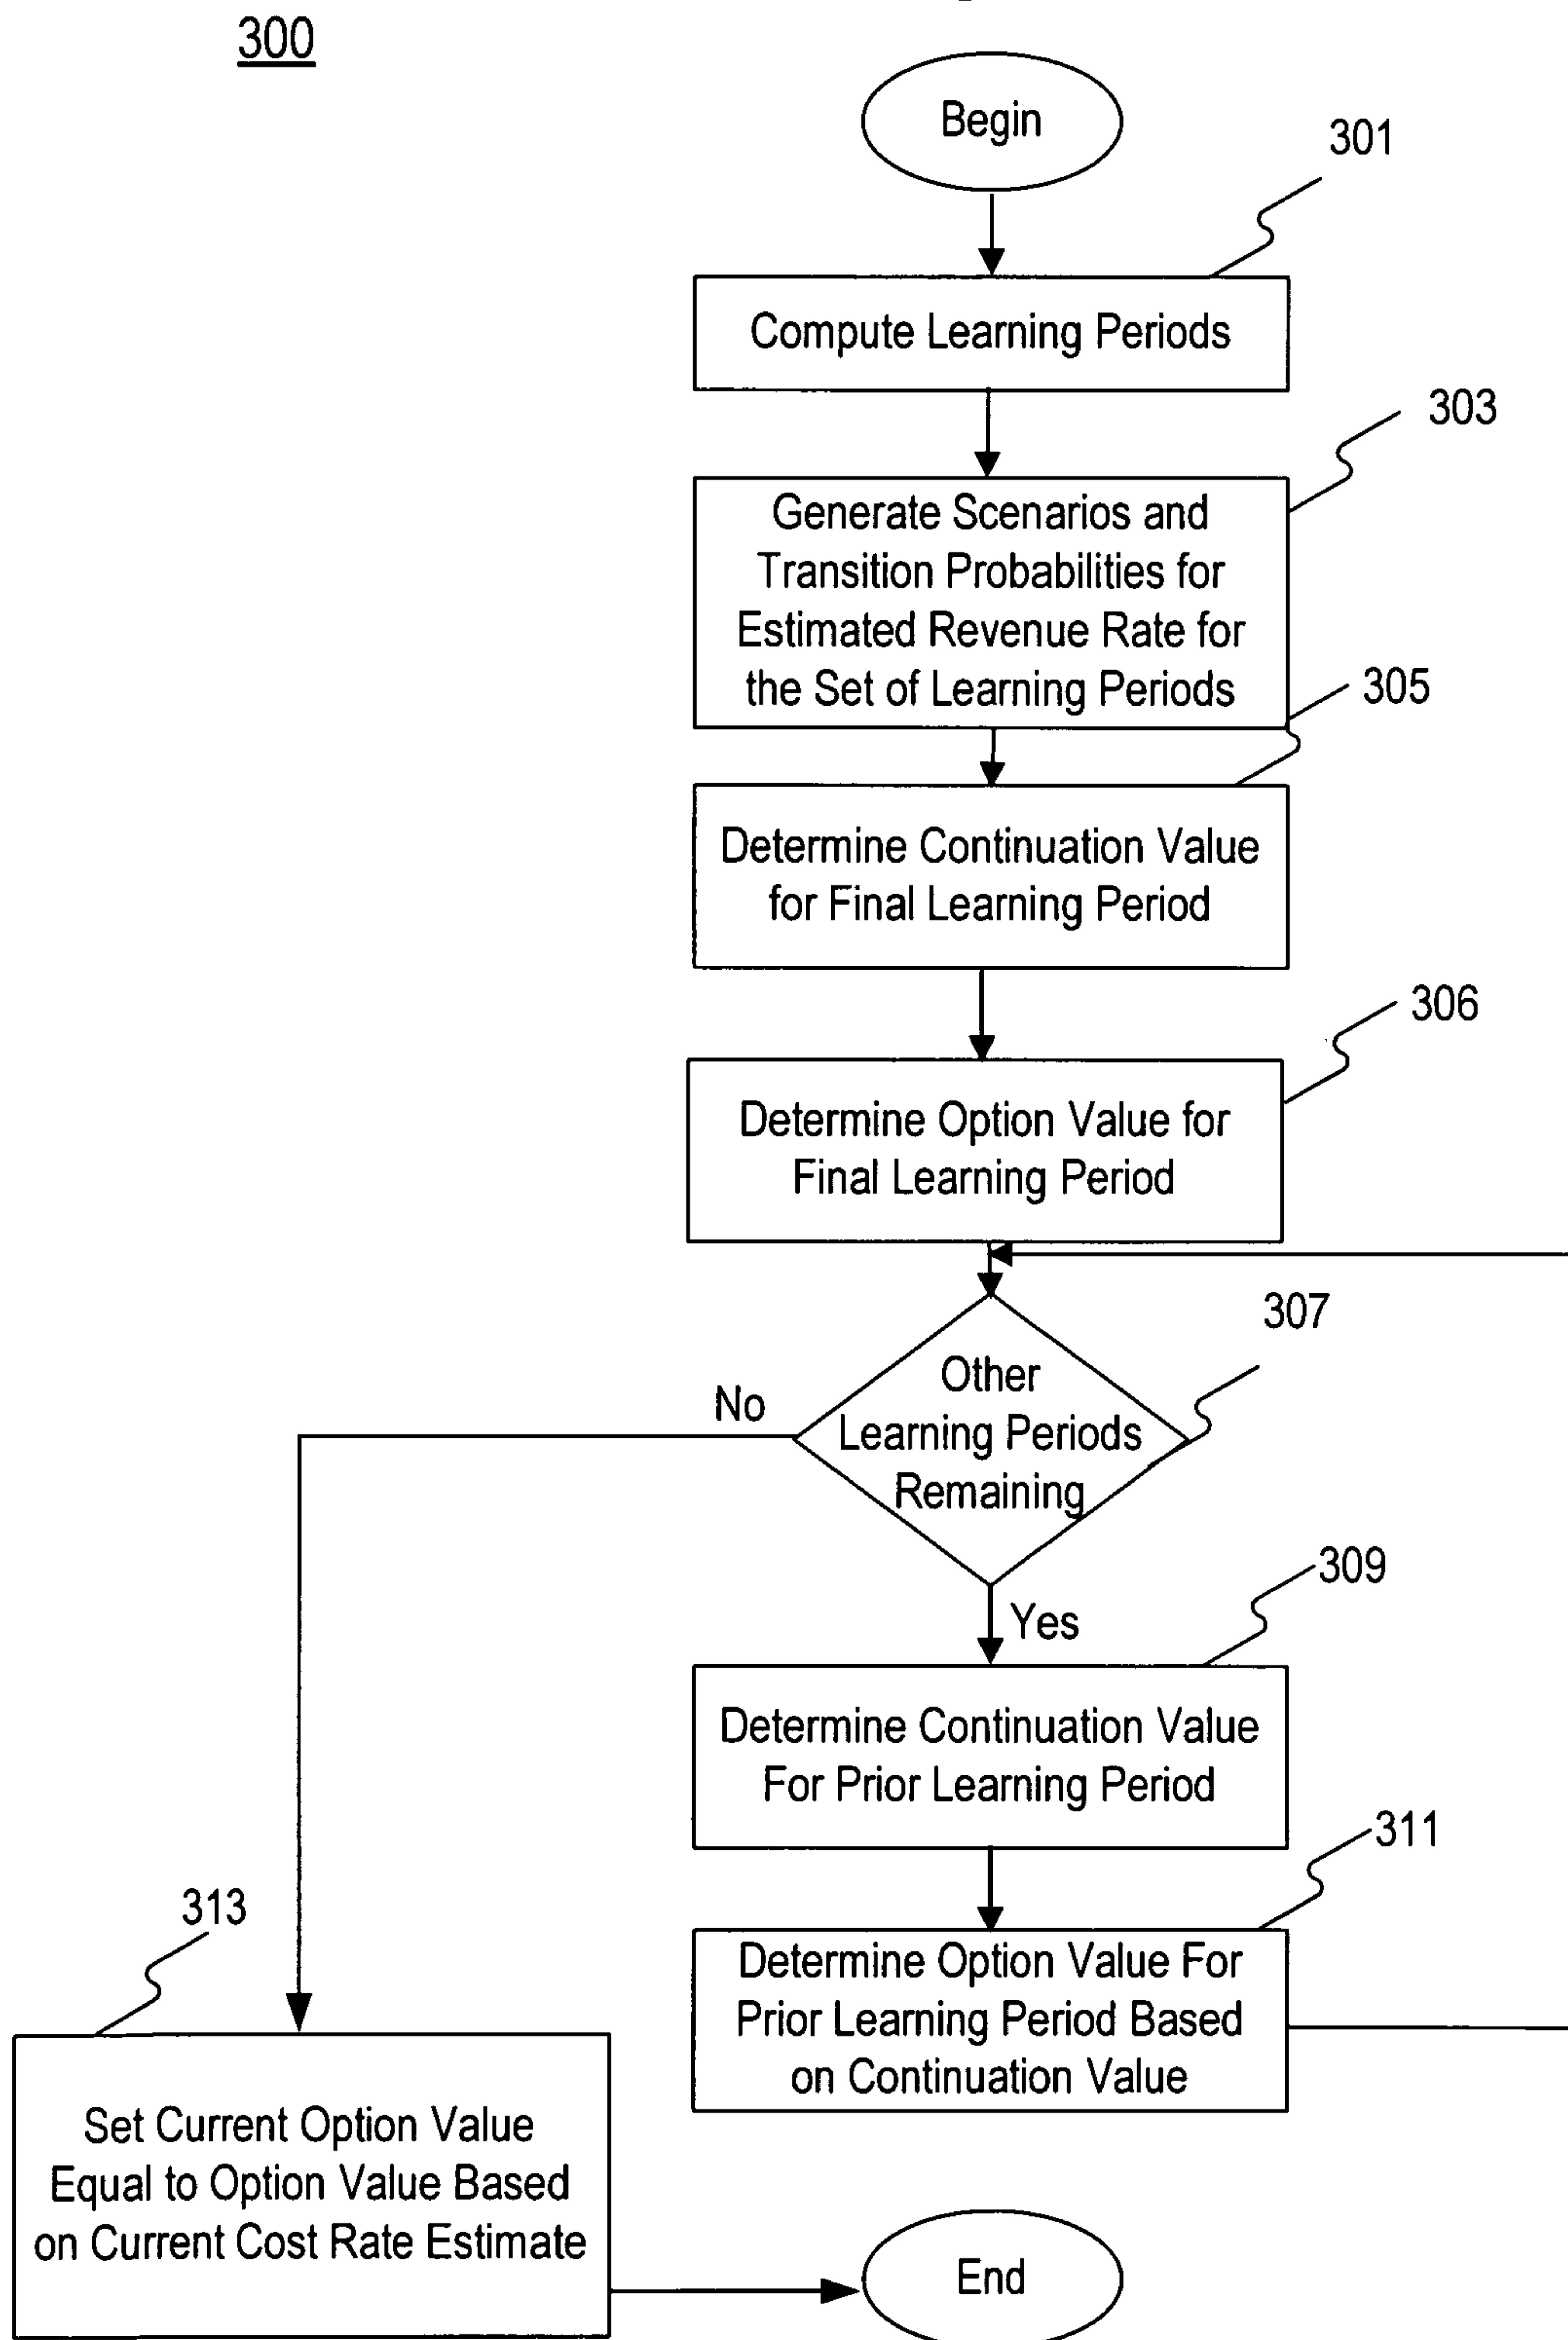 300
Begin
301
Compute Learning Periods
303
Generate Scenarios and
Transition Probabilities for
Estimated Revenue Rate for
the Set of Learning Periods
305
Determine Continuation Value
for Final Learning Period
306
Determine Option Value for
Final Learning Period
307
Other
Learning Periods
Remaining
No
Yes
309
Determine Continuation Value
For Prior Learning Period
311
Determine Option Value For
Prior Learning Period Based
on Continuation Value
313
Set Current Option Value
Equal to Option Value Based
on Current Cost Rate Estimate
End